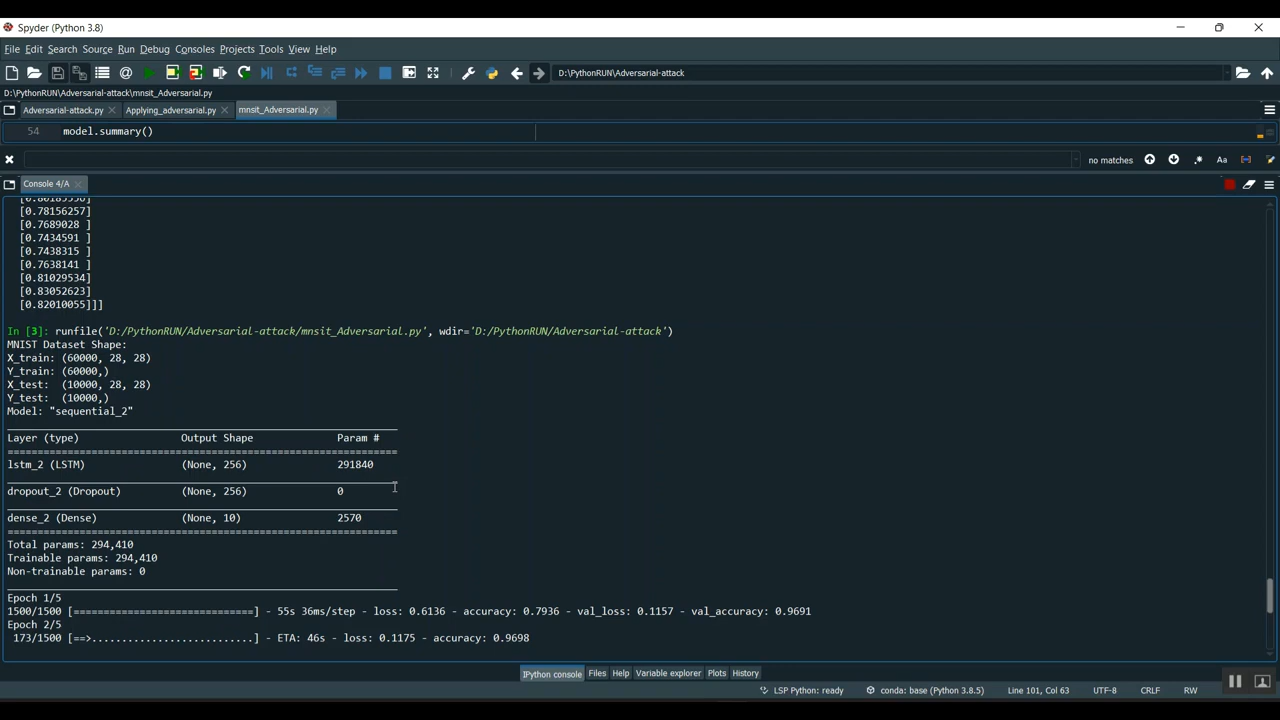 Spyder (Python 3.8)
File Edit Search Source Run Debug Consoles Projects Tools View Help
D:\PythonRUN\Adversarial-attack
D:\PythonRUN\Adversarial-attack\mnsit_Adversarial.py
Adversarial-attack.py Applying_adversarial.py mnsit_Adversarial.py
54 model.summary()
no matches .* Aa
Console 4/A
[0.78156257]
[0.7689028 ]
[0.7434591 ]
[0.7438315 ]
[0.7638141 ]
[0.81029534]
[0.83052623]
[0.82010055]]]
In [3]: runfile('D:/PythonRUN/Adversarial-attack/mnsit_Adversarial.py', wdir='D:/PythonRUN/Adversarial-attack')
MNIST Dataset Shape:
X_train: (60000, 28, 28)
Y_train: (60000,)
X_test:  (10000, 28, 28)
Y_test:  (10000,)
Model: "sequential_2"
Layer (type) Output Shape Param #
=================================================================
lstm_2 (LSTM) (None, 256) 291840
dropout_2 (Dropout) (None, 256) 0
dense_2 (Dense) (None, 10) 2570
=================================================================
Total params: 294,410
Trainable params: 294,410
Non-trainable params: 0
Epoch 1/5
1500/1500 [==============================] - 55s 36ms/step - loss: 0.6136 - accuracy: 0.7936 - val_loss: 0.1157 - val_accuracy: 0.9691
Epoch 2/5
173/1500 [==>...........................] - ETA: 46s - loss: 0.1175 - accuracy: 0.9698
IPython console Files Help Variable explorer Plots History
LSP Python: ready conda: base (Python 3.8.5) Line 101, Col 63 UTF-8 CRLF RW